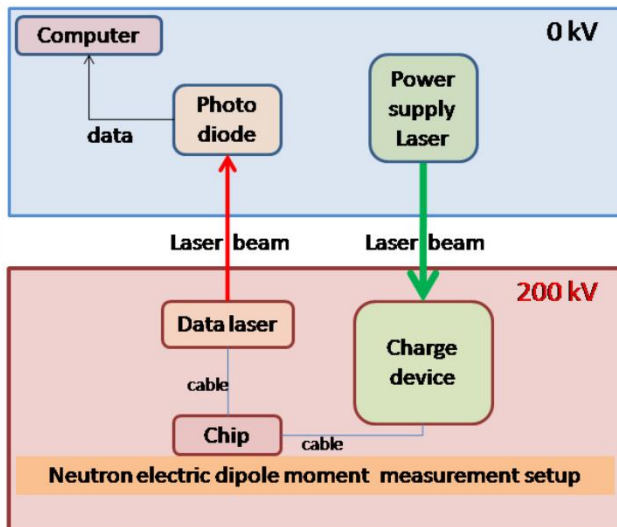 Computer
0 kV
Photo
diode
data
Power
supply
Laser
Laser beam
Laser beam
200 kV
Data laser
cable
Charge
device
Chip
cable
Neutron electric dipole moment measurement setup